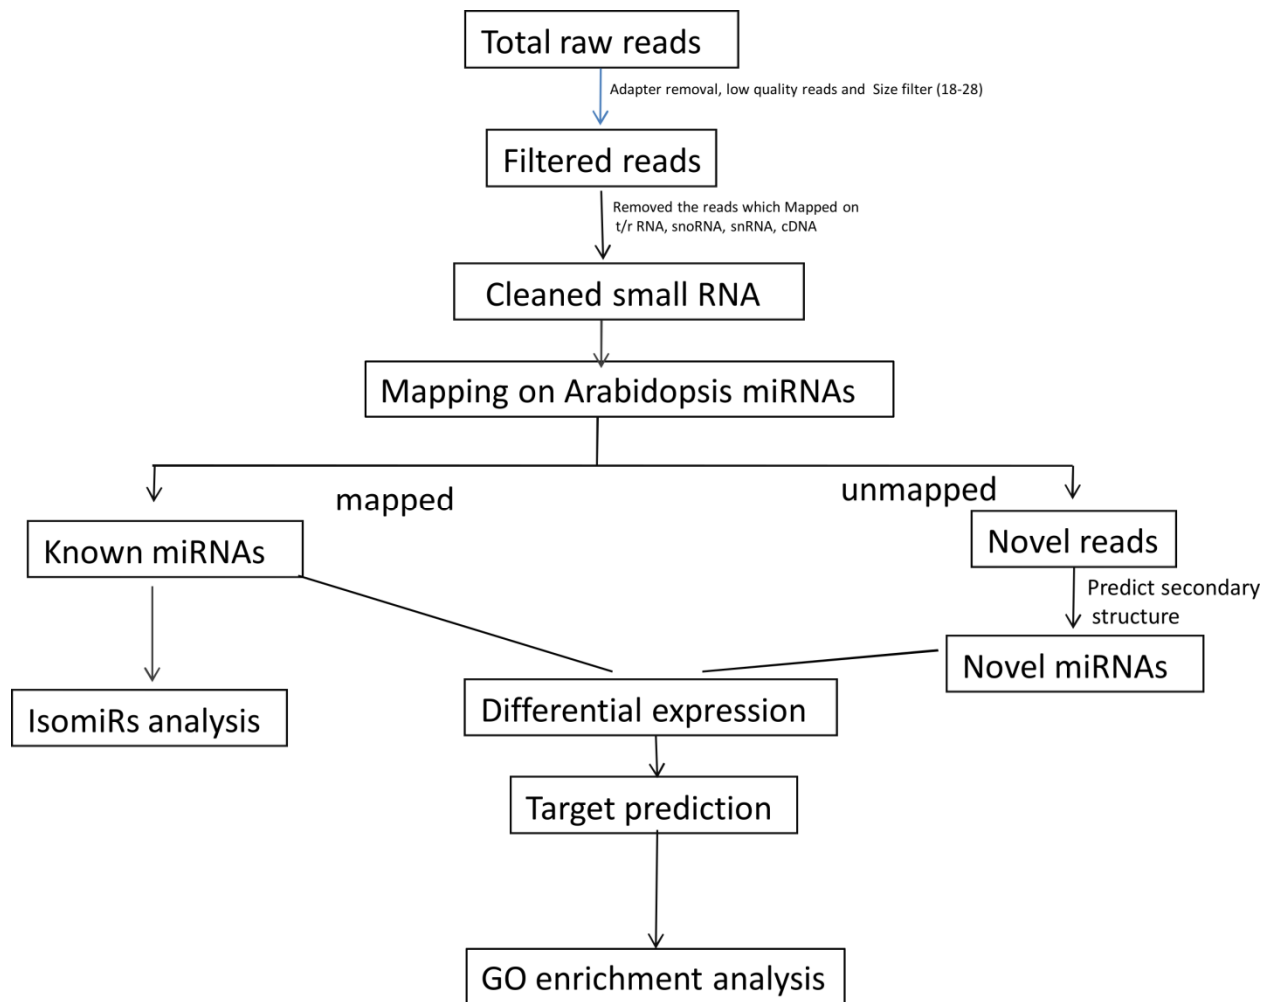 Total raw reads
Adapter removal, low quality reads and Size filter (18-28)
Filtered reads
Removed the reads which Mapped on
t/r RNA, snoRNA, snRNA, cDNA
Cleaned small RNA
Mapping on Arabidopsis miRNAs
mapped
unmapped
Known miRNAs
Novel reads
Predict secondary
structure
Novel miRNAs
IsomiRs analysis
Differential expression
Target prediction
GO enrichment analysis